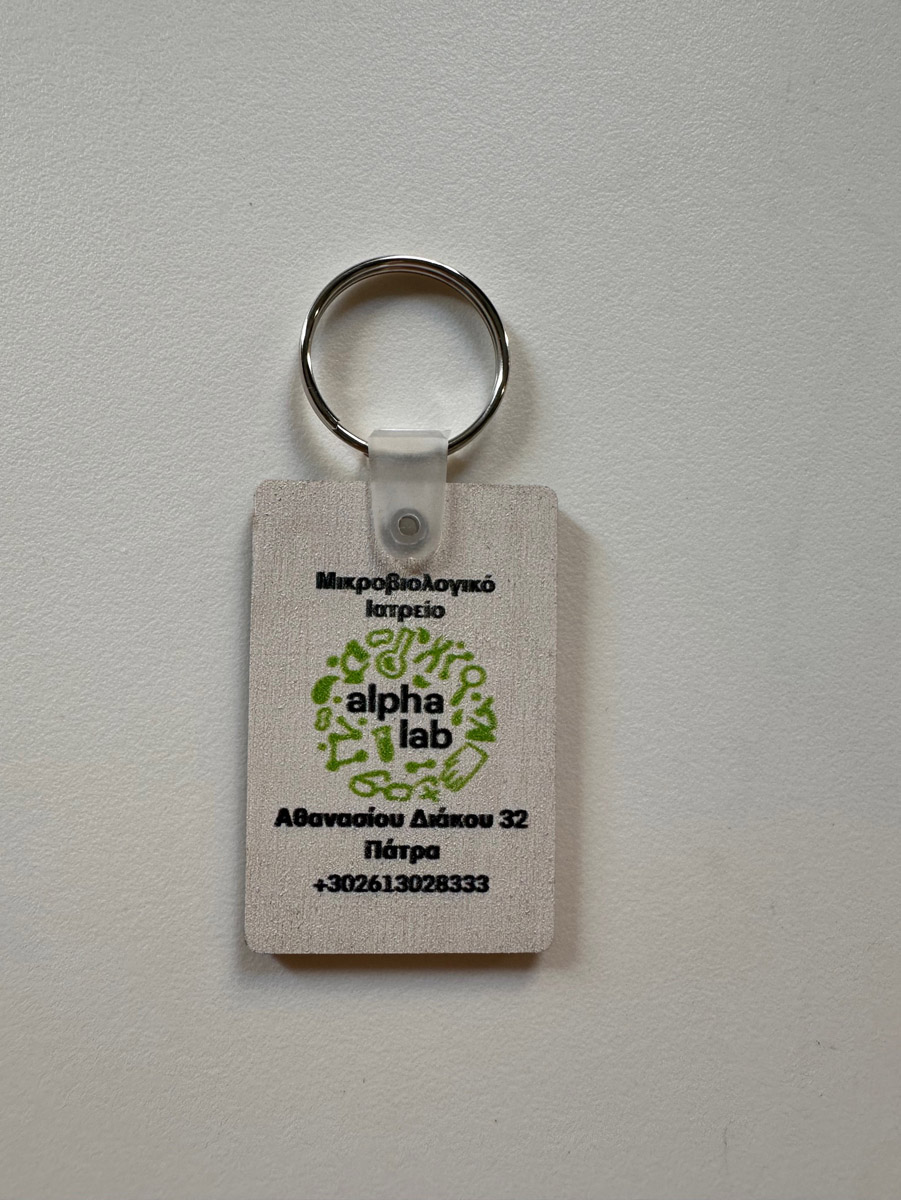 Μικροβιολογικό
Ιατρείο
alpha
lab
Αθανασίου Διάκου 32
Πάτρα
+302613028333